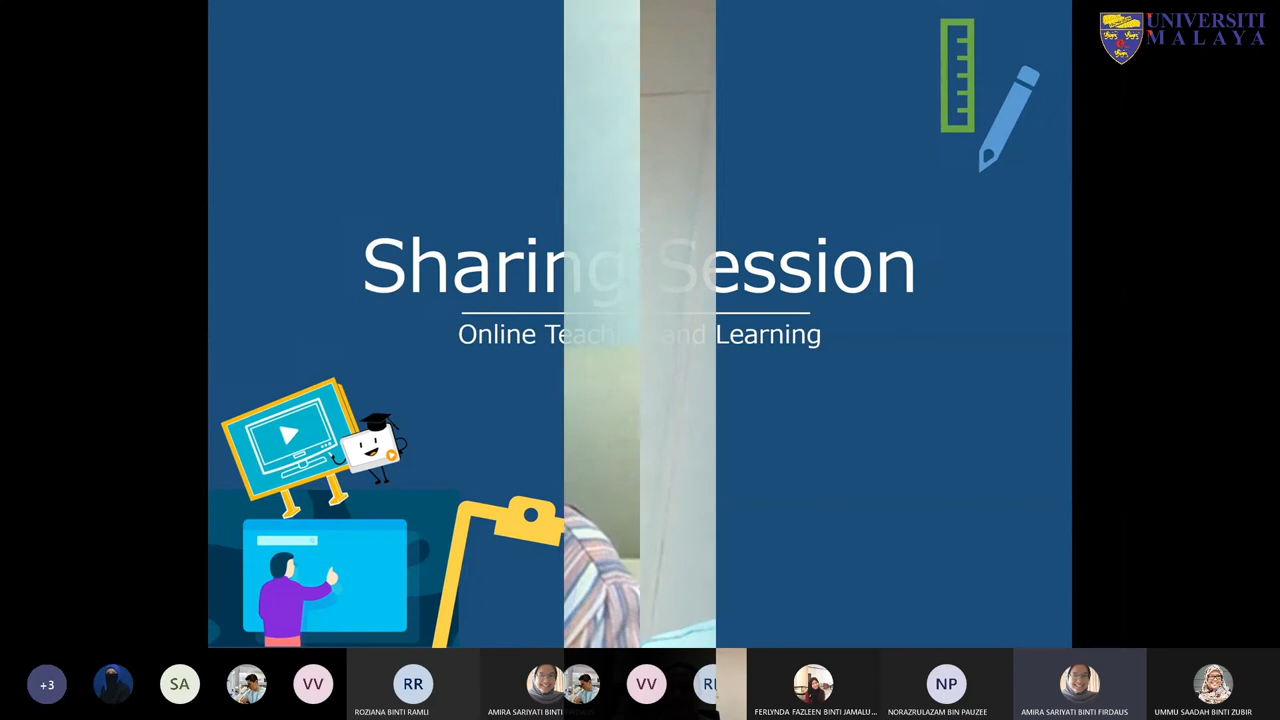 UNIVERSITI
MALAYA
Sharing Session
Online Teaching and Learning
+3
SA
VV
RR
VV
NP
ROZIANA BINTI RAMLI
AMIRA SARIYATI BINTI
FERLYNDA FAZLEEN BINTI JAMALU...
NORAZRULAZAM BIN PAUZEE
AMIRA SARIYATI BINTI FIRDAUS
UMMU SAADAH BINTI ZUBIR